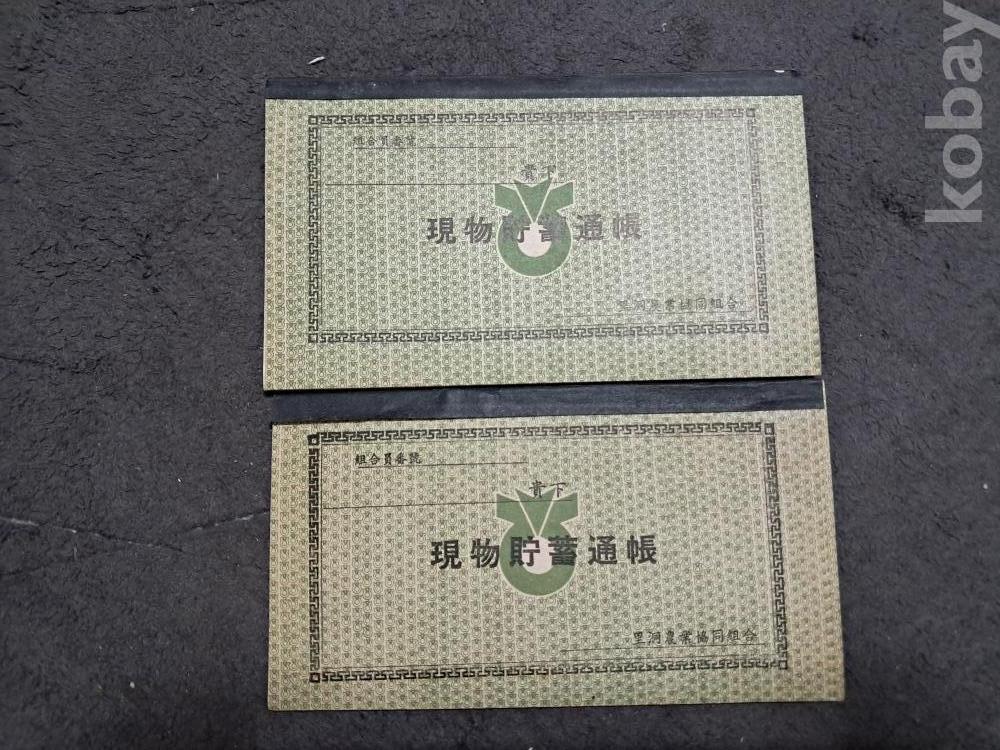 kobay
組合員番號
貴下
現物貯蓄通帳
里洞農業協同組合
組合員番號
貴下
現物貯蓄通帳
里洞農業協同組合